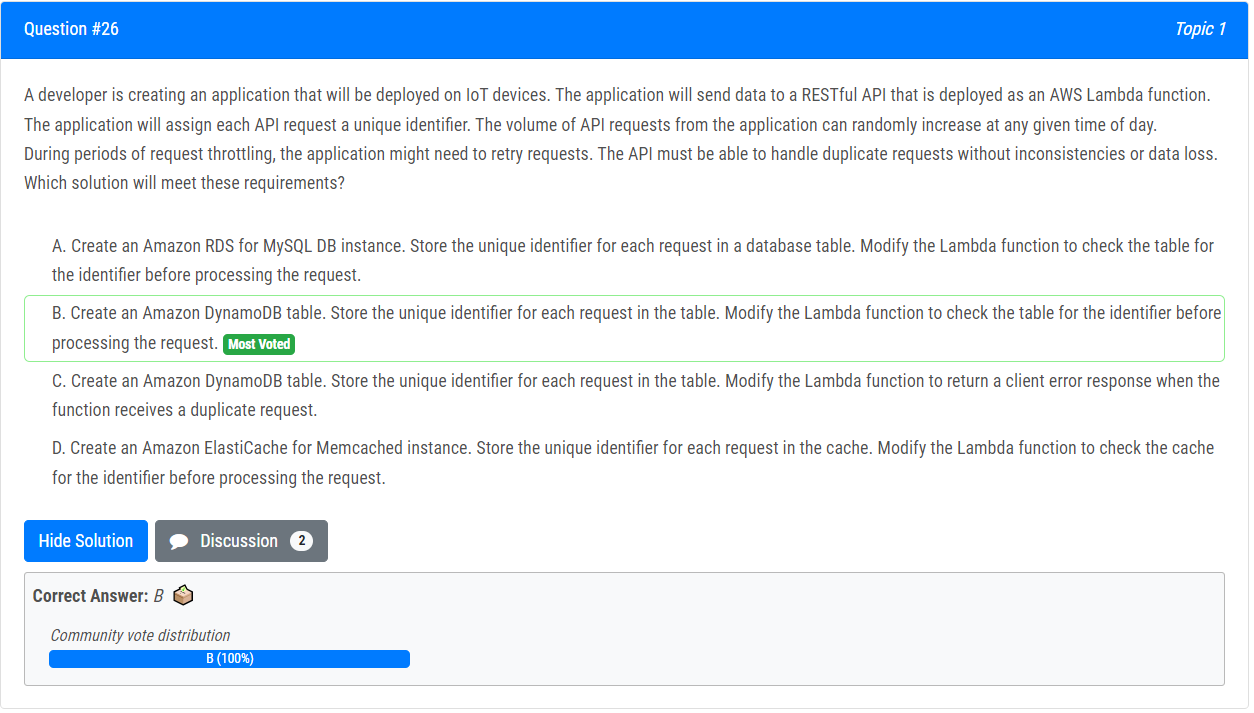 Question #26
Topic 1
A developer is creating an application that will be deployed on IoT devices. The application will send data to a RESTful API that is deployed as an AWS Lambda function.
The application will assign each API request a unique identifier. The volume of API requests from the application can randomly increase at any given time of day.
During periods of request throttling, the application might need to retry requests. The API must be able to handle duplicate requests without inconsistencies or data loss.
Which solution will meet these requirements?
A. Create an Amazon RDS for MySQL DB instance. Store the unique identifier for each request in a database table. Modify the Lambda function to check the table for
the identifier before processing the request.
B. Create an Amazon DynamoDB table. Store the unique identifier for each request in the table. Modify the Lambda function to check the table for the identifier before
processing the request. Most Voted
C. Create an Amazon DynamoDB table. Store the unique identifier for each request in the table. Modify the Lambda function to return a client error response when the
function receives a duplicate request.
D. Create an Amazon ElastiCache for Memcached instance. Store the unique identifier for each request in the cache. Modify the Lambda function to check the cache
for the identifier before processing the request.
Hide Solution
Discussion 2
Correct Answer: B
Community vote distribution
B (100%)